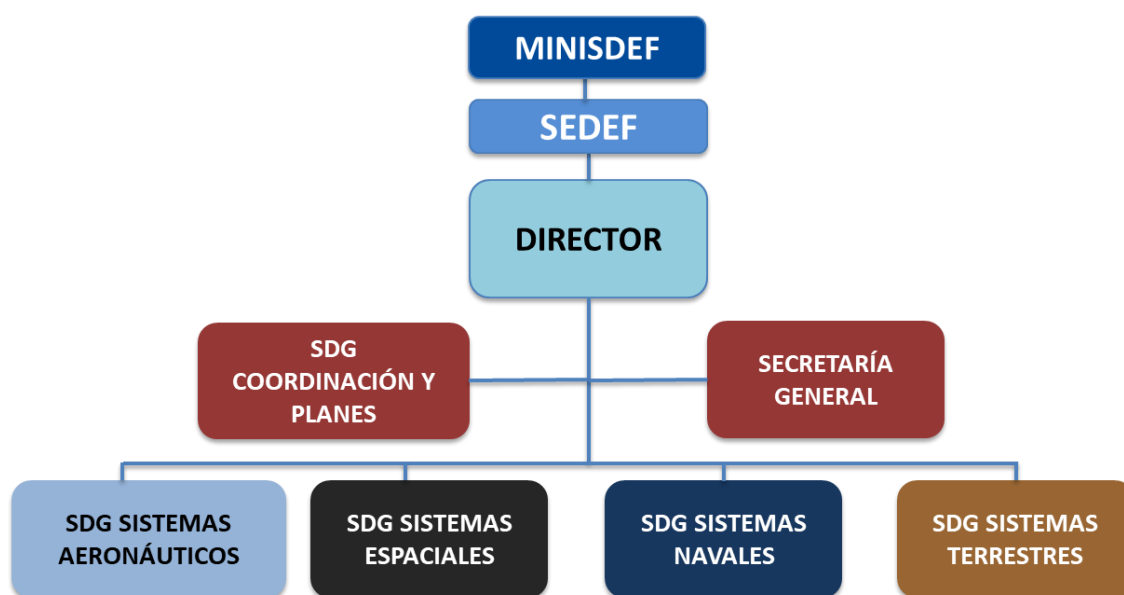 MINISDEF
SEDEF
DIRECTOR
SDG
COORDINACIÓN Y
PLANES
SECRETARÍA
GENERAL
SDG SISTEMAS
AERONÁUTICOS
SDG SISTEMAS
ESPACIALES
SDG SISTEMAS
NAVALES
SDG SISTEMAS
TERRESTRES